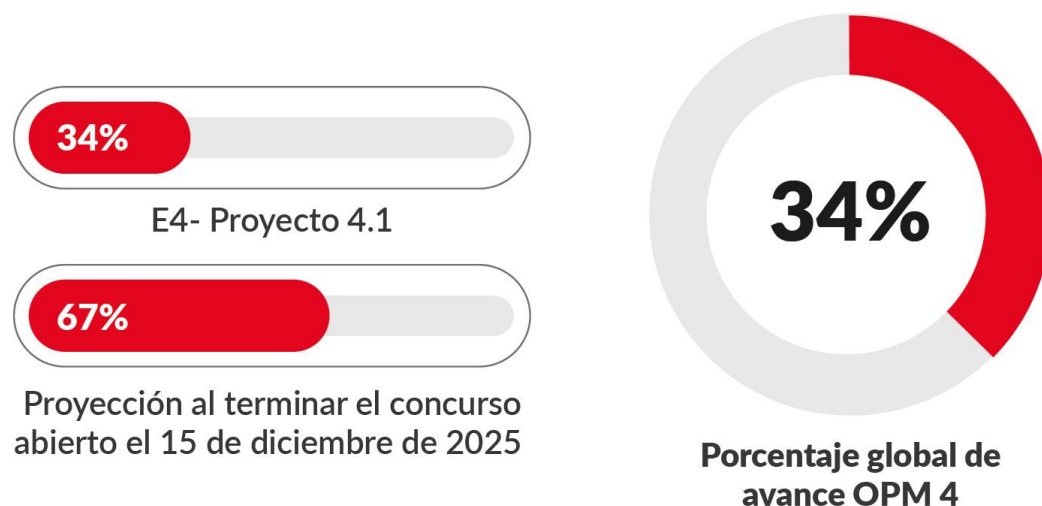 34%
E4- Proyecto 4.1
67%
Proyección al terminar el concurso
abierto el 15 de diciembre de 2025
34%
Porcentaje global de
avance OPM 4